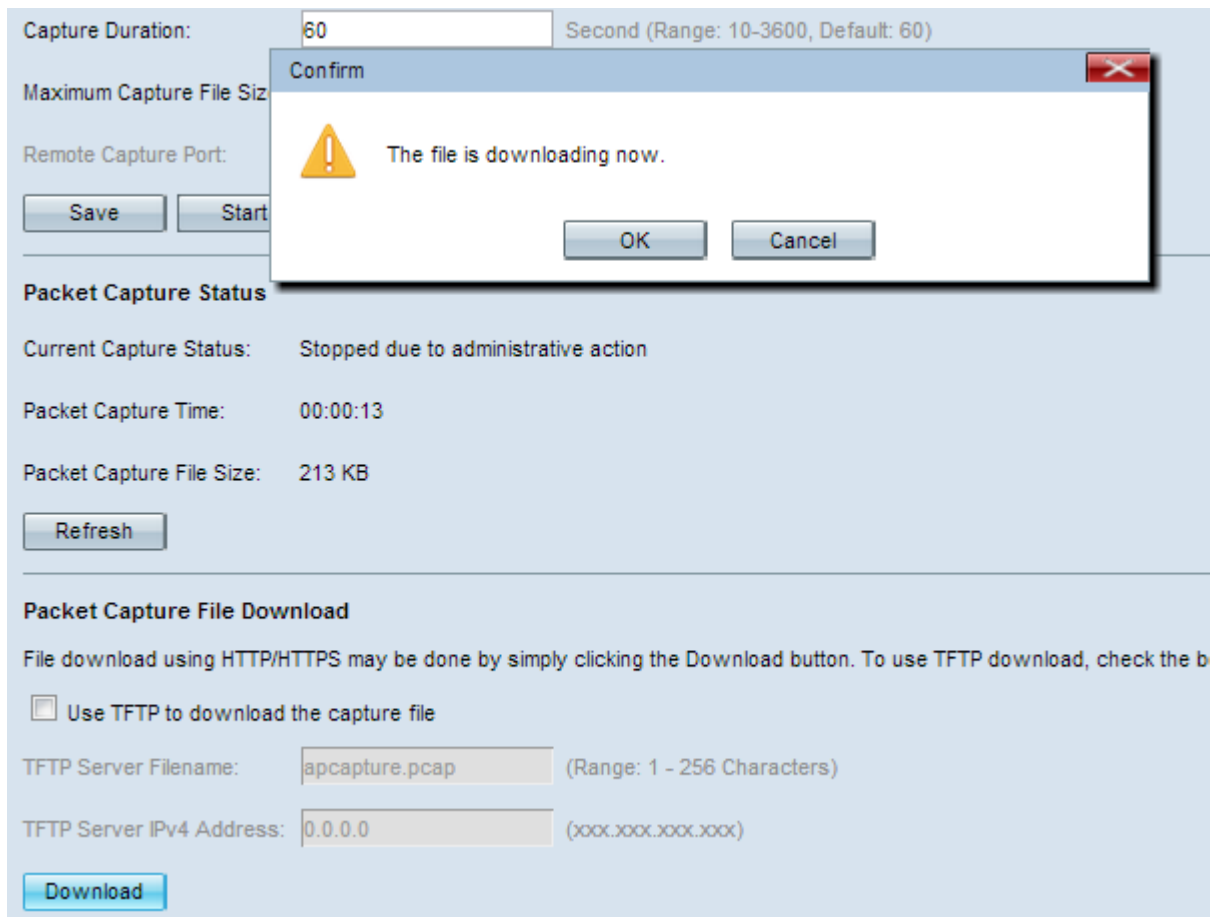 Capture Duration: 60 Second (Range: 10-3600, Default: 60)
Confirm
Maximum Capture File
Remote Capture Port: The file is downloading now.
Save Start
OK Cancel
Packet Capture Status
Current Capture Status: Stopped due to administrative action
Packet Capture Time: 00:00:13
Packet Capture File Size: 213 KB
Refresh
Packet Capture File Download
File download using HTTP/HTTPS may be done by simply clicking the Download button. To use TFTP download, check the
Use TFTP to download the capture file
TFTP Server Filename: apcapture.pcap (Range: 1 - 256 Characters)
TFTP Server IPv4 Address: 0.0.0.0 (xxx.xxx.xxx.xxx)
Download